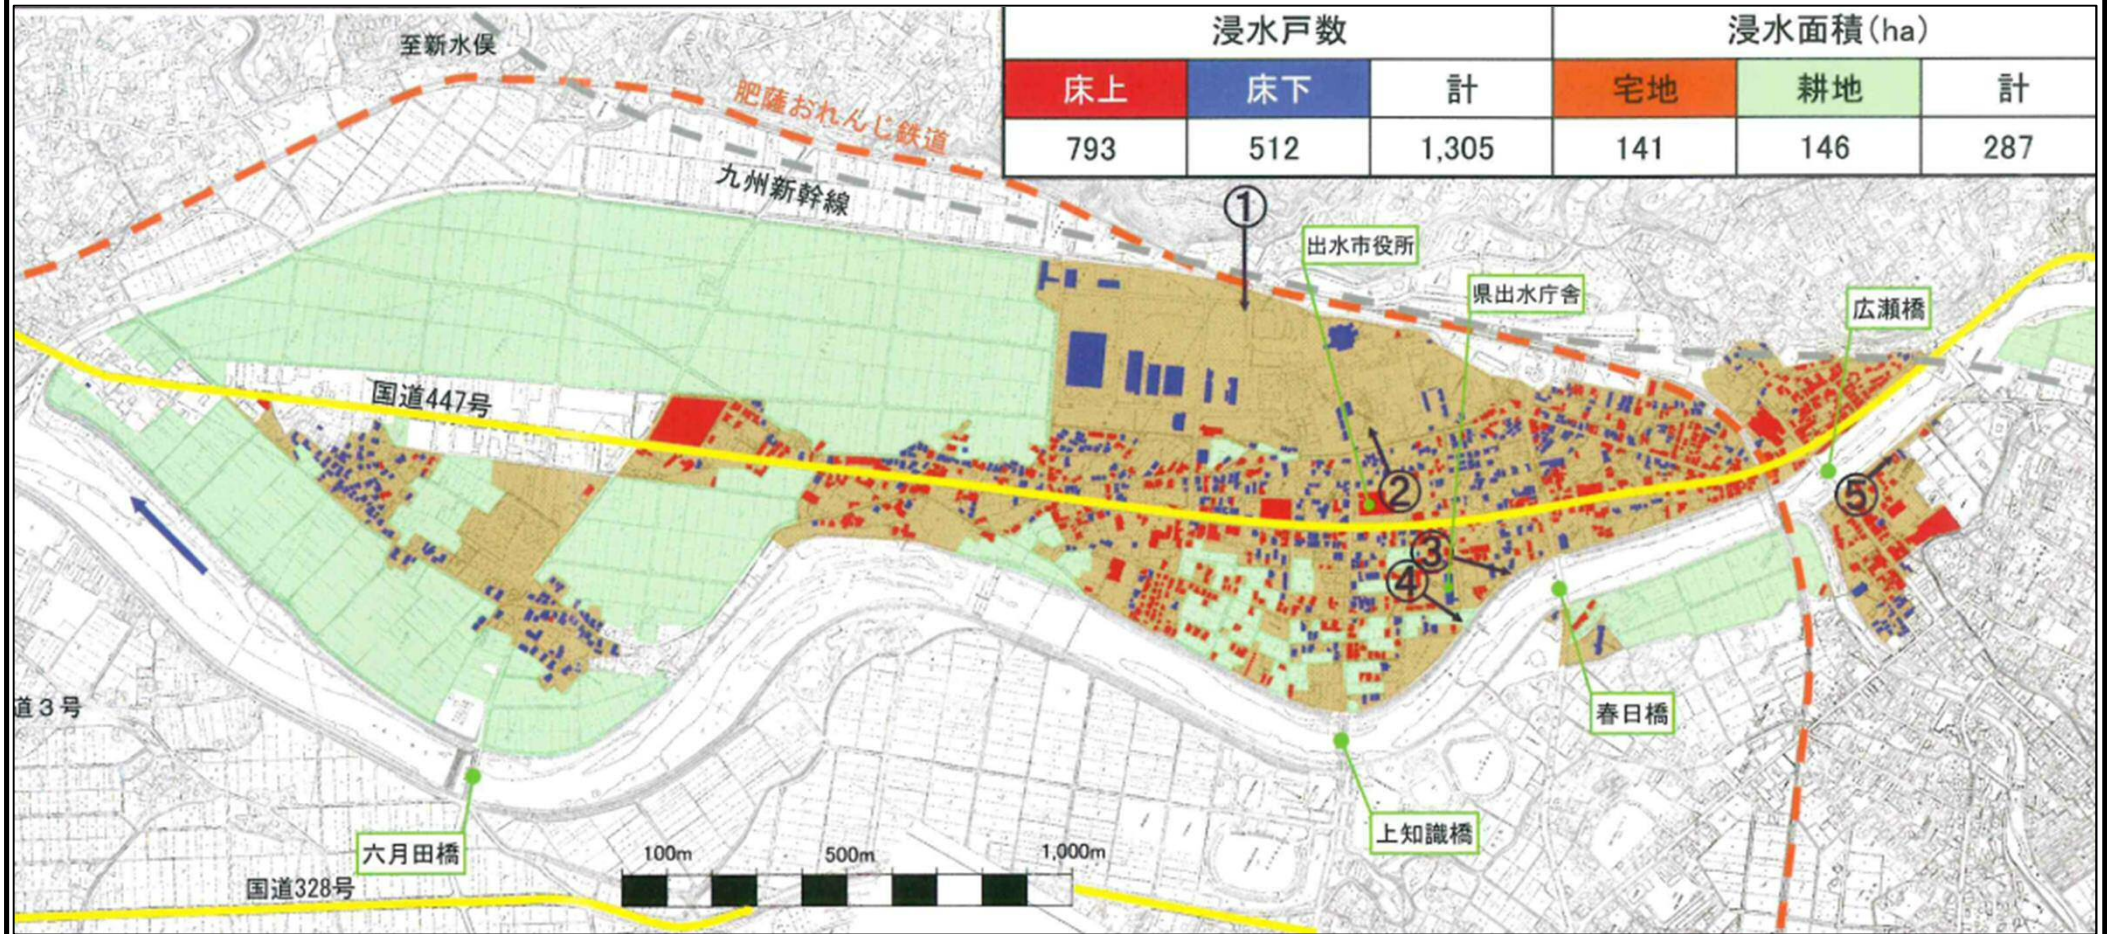 浸水戸数 浸水面積(ha)
床上 床下 計 宅地 耕地 計
793 512 1,305 141 146 287
至新水俣
肥薩おれんじ鉄道
九州新幹線
①
出水市役所
県出水庁舎
広瀬橋
国道447号
②
⑤
③
④
春日橋
道3号
上知識橋
六月田橋
100m 500m 1,000m
国道328号